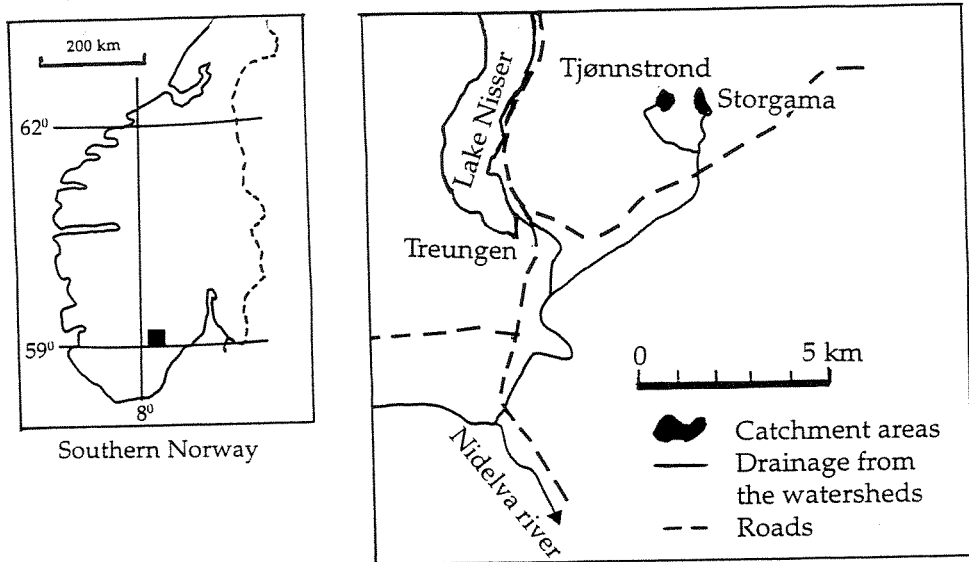 200 km
62⁰
59⁰
8⁰
Southern Norway
Lake Nisser
Tjønnstrond
Storgama
Treungen
0 5 km
Catchment areas
Drainage from
the watersheds
Roads
Nidelva river